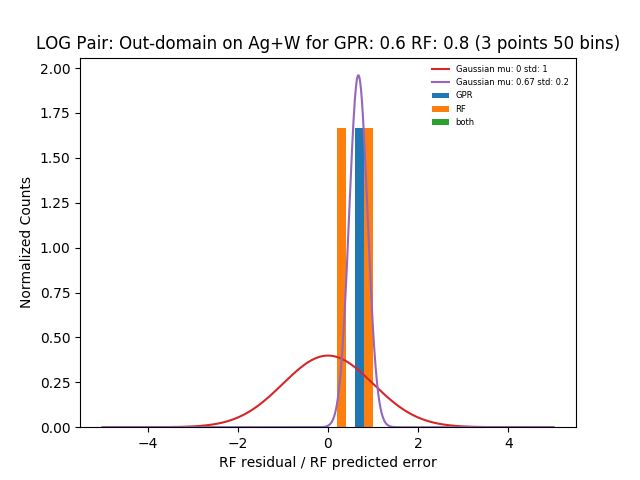 LOG Pair: Out-domain on Ag+W for GPR: 0.6 RF: 0.8 (3 points 50 bins)
Gaussian mu: 0 std: 1
Gaussian mu: 0.67 std: 0.2
GPR
RF
both
Normalized Counts
2.00
1.75
1.50
1.25
1.00
0.75
0.50
0.25
0.00
−4
−2
0
2
4
RF residual / RF predicted error